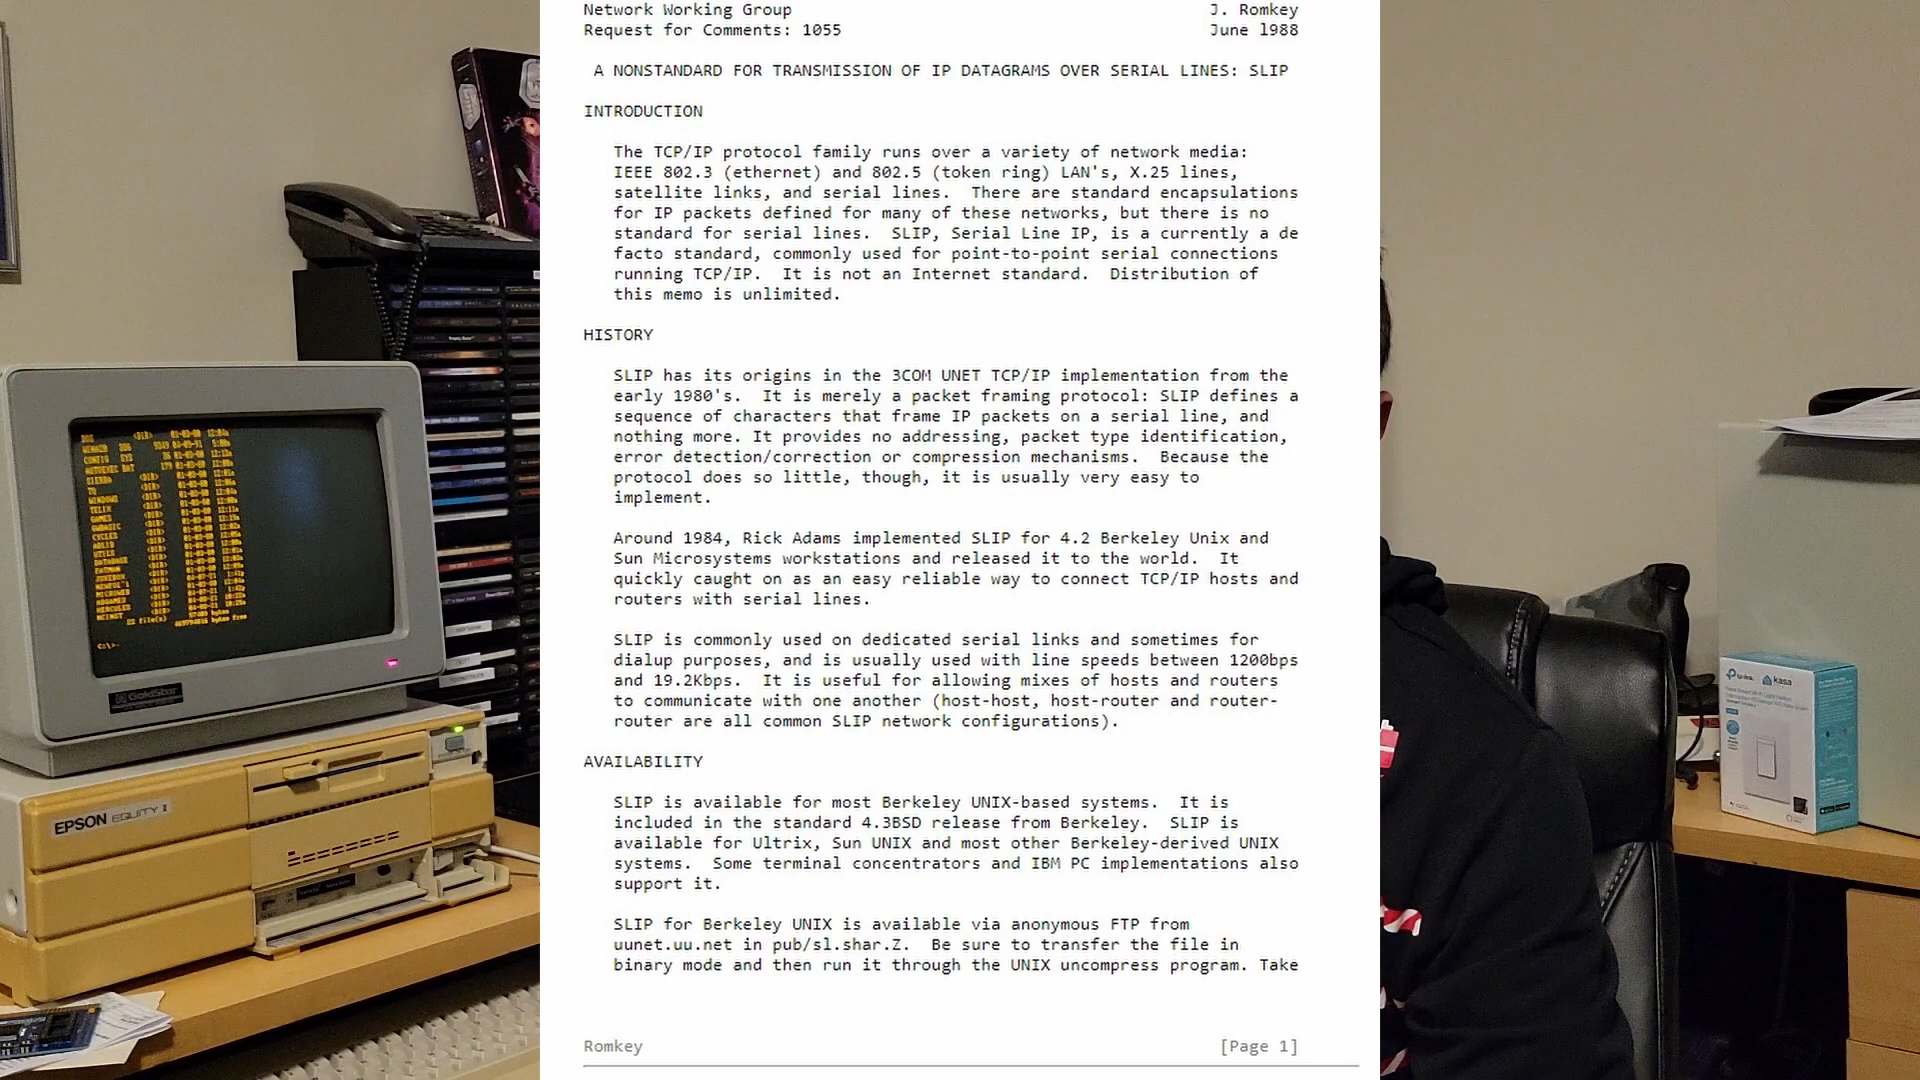 Network Working Group J. Romkey
Request for Comments: 1055 June 1988
A NONSTANDARD FOR TRANSMISSION OF IP DATAGRAMS OVER SERIAL LINES: SLIP
INTRODUCTION
The TCP/IP protocol family runs over a variety of network media:
IEEE 802.3 (ethernet) and 802.5 (token ring) LAN's, X.25 lines,
satellite links, and serial lines. There are standard encapsulations
for IP packets defined for many of these networks, but there is no
standard for serial lines. SLIP, Serial Line IP, is a currently a de
facto standard, commonly used for point-to-point serial connections
running TCP/IP. It is not an Internet standard. Distribution of
this memo is unlimited.
HISTORY
SLIP has its origins in the 3COM UNET TCP/IP implementation from the
early 1980's. It is merely a packet framing protocol: SLIP defines a
sequence of characters that frame IP packets on a serial line, and
nothing more. It provides no addressing, packet type identification,
error detection/correction or compression mechanisms. Because the
protocol does so little, though, it is usually very easy to
implement.
Around 1984, Rick Adams implemented SLIP for 4.2 Berkeley Unix and
Sun Microsystems workstations and released it to the world. It
quickly caught on as an easy reliable way to connect TCP/IP hosts and
routers with serial lines.
SLIP is commonly used on dedicated serial links and sometimes for
dialup purposes, and is usually used with line speeds between 1200bps
and 19.2Kbps. It is useful for allowing mixes of hosts and routers
to communicate with one another (host-host, host-router and router-
router are all common SLIP network configurations).
AVAILABILITY
SLIP is available for most Berkeley UNIX-based systems. It is
included in the standard 4.3BSD release from Berkeley. SLIP is
available for Ultrix, Sun UNIX and most other Berkeley-derived UNIX
systems. Some terminal concentrators and IBM PC implementations also
support it.
SLIP for Berkeley UNIX is available via anonymous FTP from
uunet.uu.net in pub/sl.shar.Z. Be sure to transfer the file in
binary mode and then run it through the UNIX uncompress program. Take
Romkey [Page 1]
GoldStar
EPSON EQUITY I
tp-link kasa